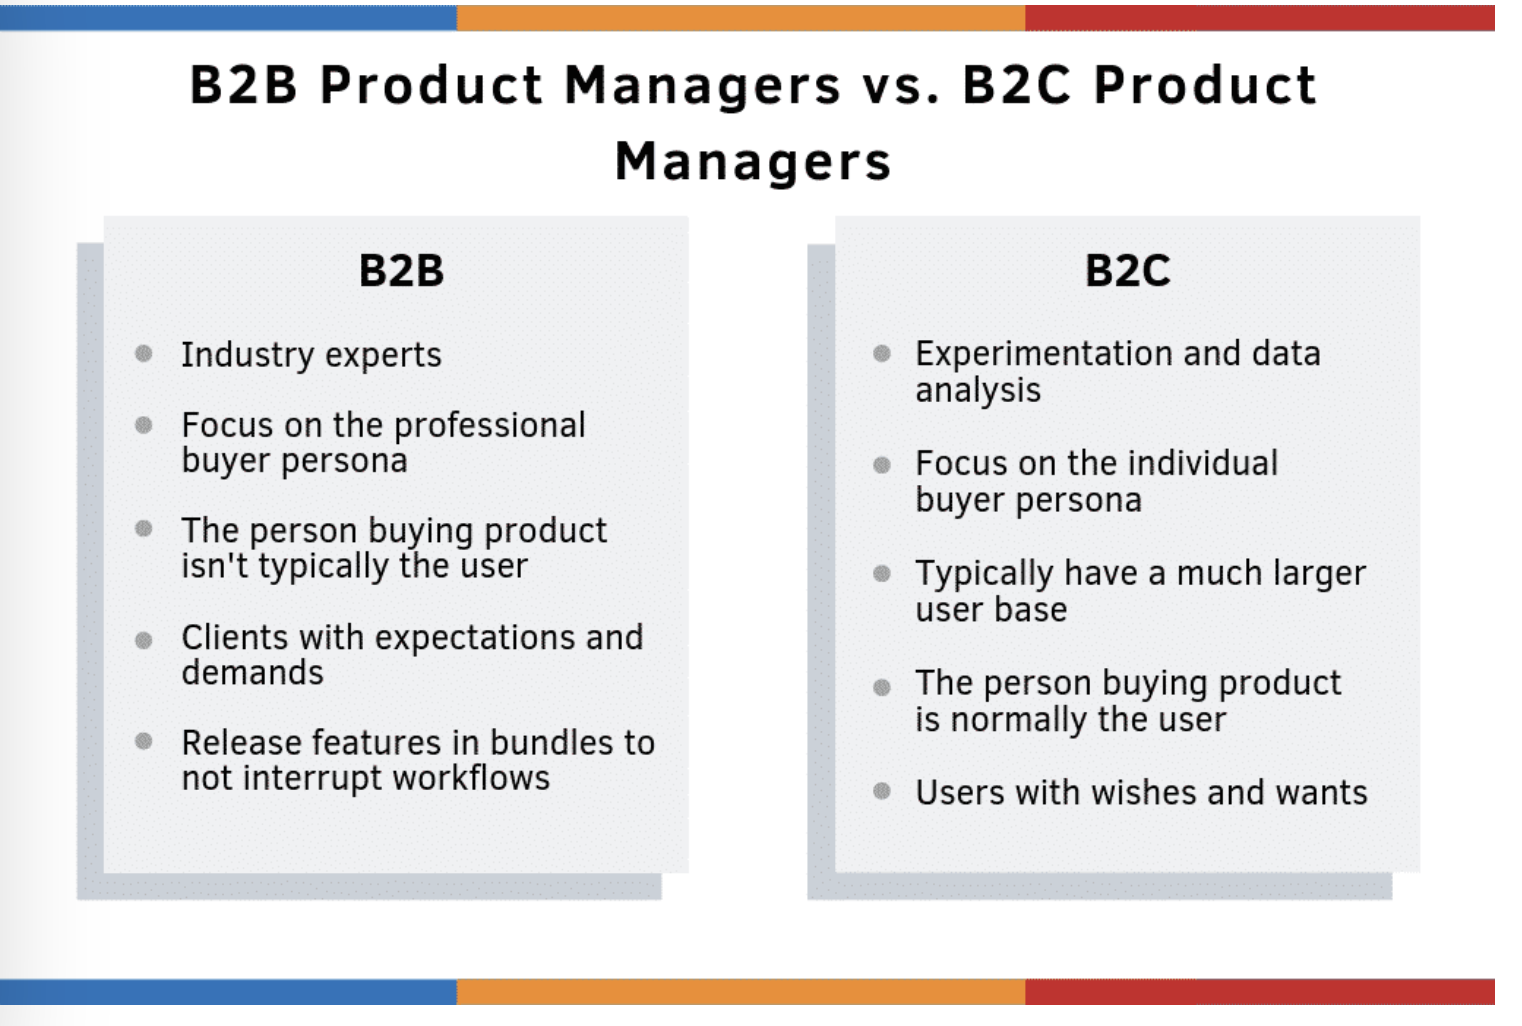 B2B Product Managers vs. B2C Product
Managers
B2B
Industry experts
Focus on the professional
buyer persona
The person buying product
isn't typically the user
Clients with expectations and
demands
Release features in bundles to
not interrupt workflows
B2C
Experimentation and data
analysis
Focus on the individual
buyer persona
Typically have a much larger
user base
The person buying product
is normally the user
Users with wishes and wants